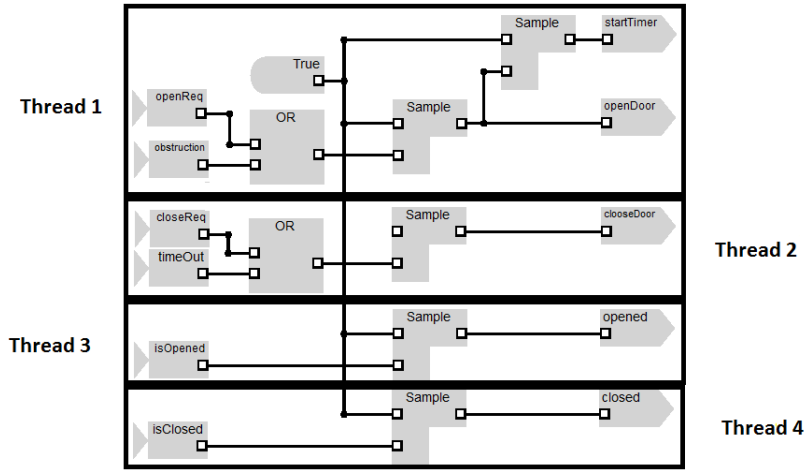 Sample
startTimer
True
openReq
Thread 1
OR
Sample
openDoor
obstruction
closeReq
OR
Sample
clooseDoor
timeOut
Thread 2
Sample
opened
Thread 3
isOpened
Sample
closed
isClosed
Thread 4